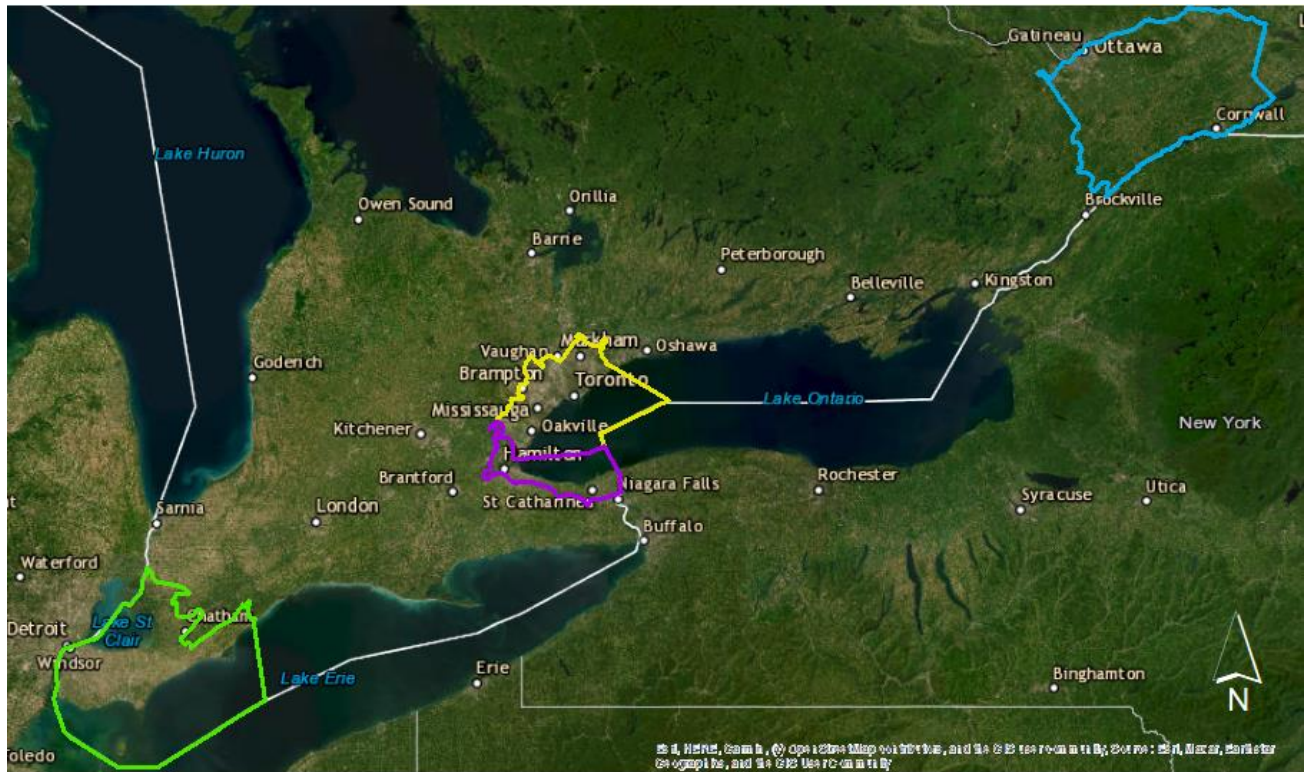 Gatineau
Ottawa
Cornwall
Lake Huron
Brockville
Owen Sound
Orillia
Barrie
Peterborough
Belleville
Kingston
Vaughan
Markham
Oshawa
Goderich
Brampton
Toronto
Lake Ontario
Mississauga
Oakville
New York
Kitchener
Hamilton
Brantford
St Catharines
Niagara Falls
Rochester
Syracuse
Utica
Sarnia
London
Buffalo
Waterford
Chatham
Detroit
Lake St
Clair
Windsor
Lake Erie
Erie
Binghamton
N